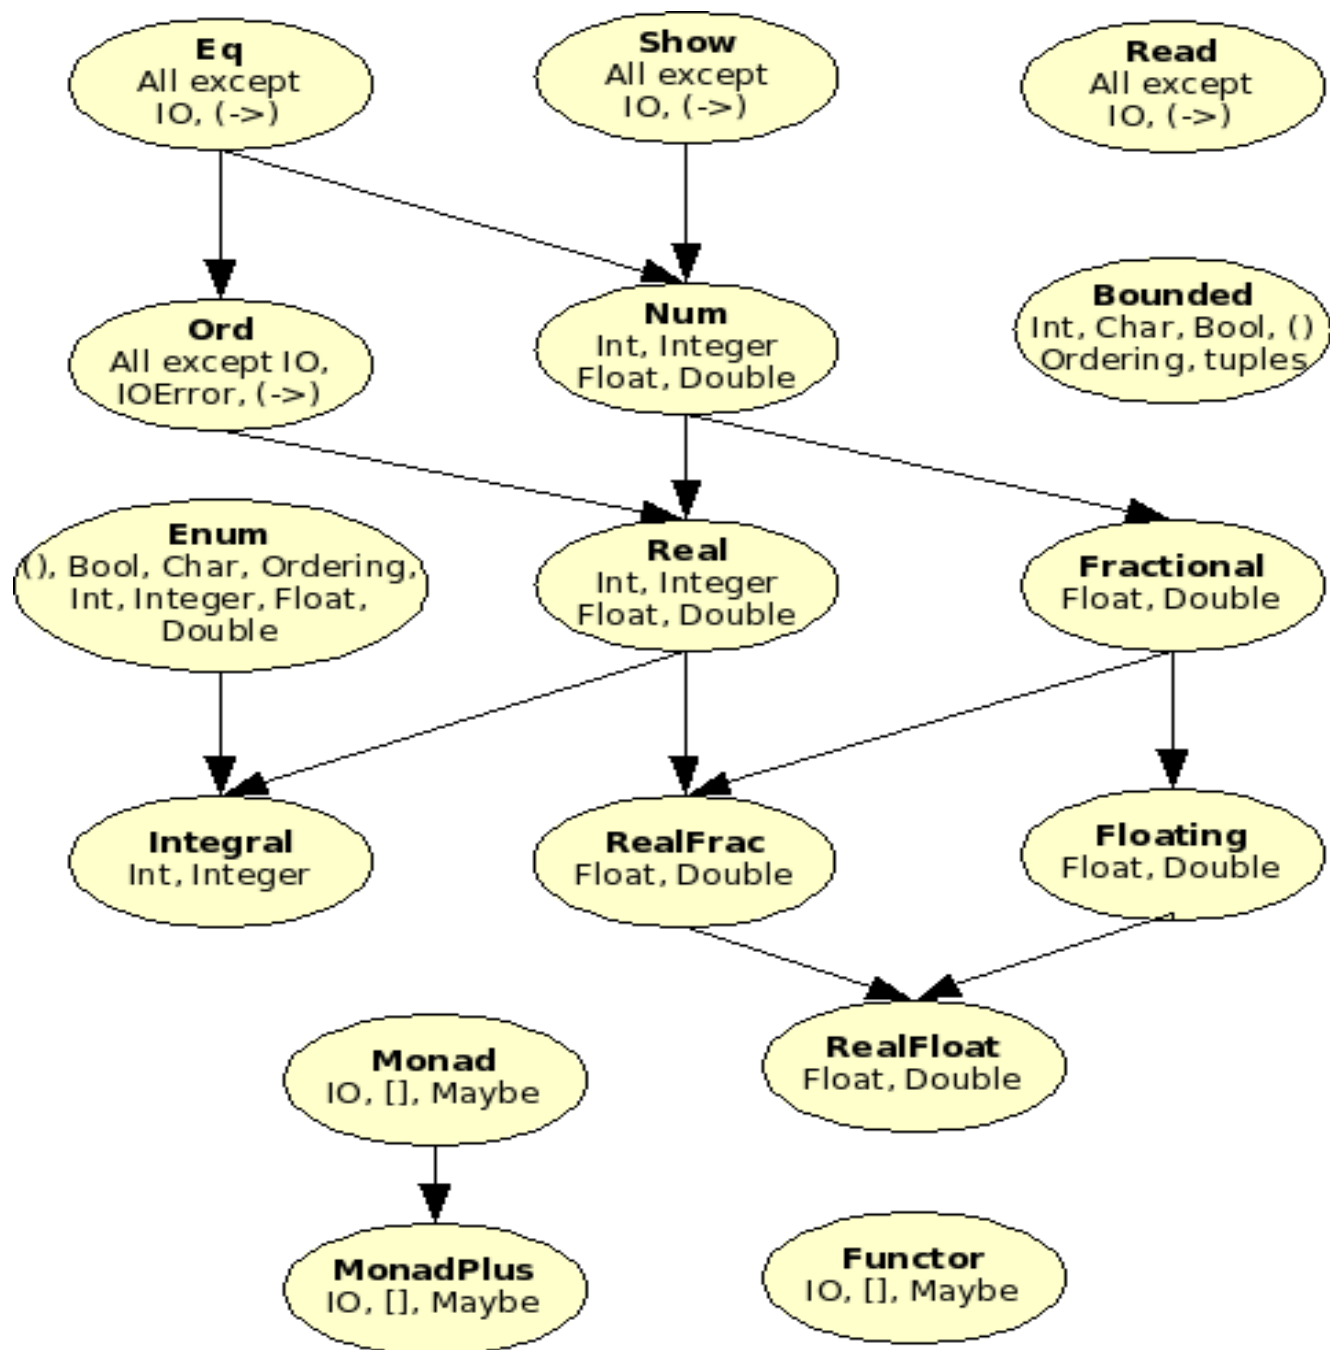 Eq
All except
IO, (->)
Show
All except
IO, (->)
Read
All except
IO, (->)
Ord
All except IO,
IOError, (->)
Num
Int, Integer
Float, Double
Bounded
Int, Char, Bool, ()
Ordering, tuples
Enum
(), Bool, Char, Ordering,
Int, Integer, Float,
Double
Real
Int, Integer
Float, Double
Fractional
Float, Double
Integral
Int, Integer
RealFrac
Float, Double
Floating
Float, Double
Monad
IO, [], Maybe
RealFloat
Float, Double
MonadPlus
IO, [], Maybe
Functor
IO, [], Maybe